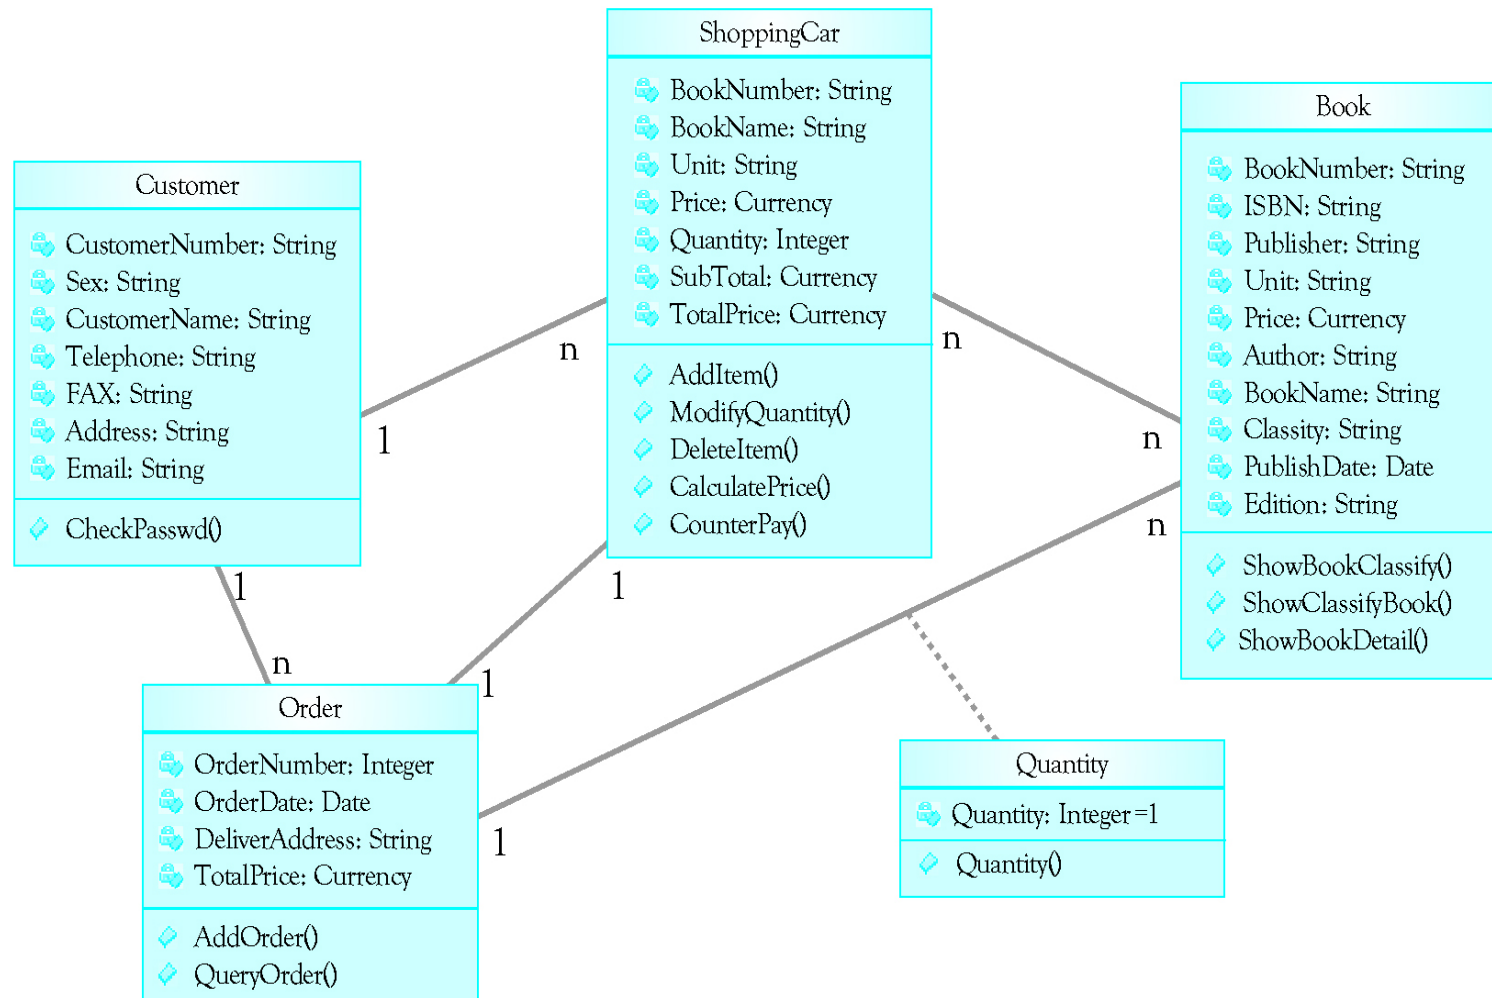 ShoppingCar
BookNumber: String
BookName: String
Unit: String
Price: Currency
Quantity: Integer
SubTotal: Currency
TotalPrice: Currency
AddItem()
ModifyQuantity()
DeleteItem()
CalculatePrice()
CounterPay()
Book
BookNumber: String
ISBN: String
Publisher: String
Unit: String
Price: Currency
Author: String
BookName: String
Classity: String
PublishDate: Date
Edition: String
ShowBookClassify()
ShowClassifyBook()
ShowBookDetail()
Customer
CustomerNumber: String
Sex: String
CustomerName: String
Telephone: String
FAX: String
Address: String
Email: String
CheckPasswd()
n
1
n
n
1
n
1
1
n
1
Order
OrderNumber: Integer
OrderDate: Date
DeliverAddress: String
TotalPrice: Currency
AddOrder()
QueryOrder()
Quantity
Quantity: Integer=1
Quantity()